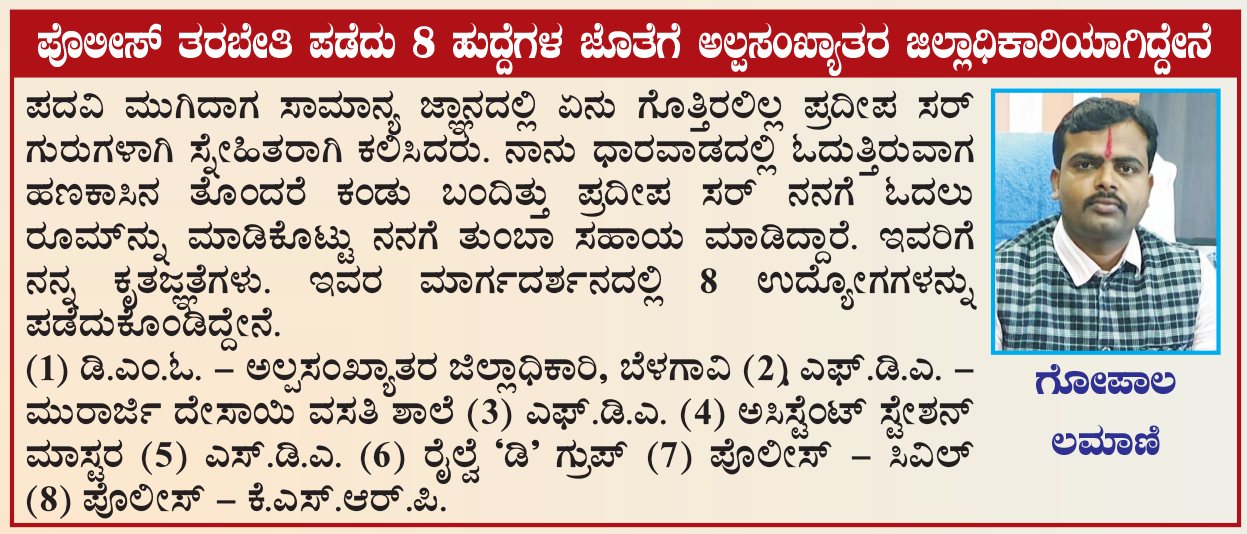 ಪೊಲೀಸ್ ತರಬೇತಿ ಪಡೆದು 8 ಹುದ್ದೆಗಳ ಜೊತೆಗೆ ಅಲ್ಪಸಂಖ್ಯಾತರ ಜಿಲ್ಲಾಧಿಕಾರಿಯಾಗಿದ್ದೇನೆ
ಪದವಿ ಮುಗಿದಾಗ ಸಾಮಾನ್ಯ ಜ್ಞಾನದಲ್ಲಿ ಏನು ಗೊತ್ತಿರಲಿಲ್ಲ ಪ್ರದೀಪ ಸರ್
ಗುರುಗಳಾಗಿ ಸ್ನೇಹಿತರಾಗಿ ಕಲಿಸಿದರು. ನಾನು ಧಾರವಾಡದಲ್ಲಿ ಓದುತ್ತಿರುವಾಗ
ಹಣಕಾಸಿನ ತೊಂದರೆ ಕಂಡು ಬಂದಿತ್ತು ಪ್ರದೀಪ ಸರ್ ನನಗೆ ಓದಲು
ರೂಮ್‌ನ್ನು ಮಾಡಿಕೊಟ್ಟು ನನಗೆ ತುಂಬಾ ಸಹಾಯ ಮಾಡಿದ್ದಾರೆ. ಇವರಿಗೆ
ನನ್ನ ಕೃತಜ್ಞತೆಗಳು. ಇವರ ಮಾರ್ಗದರ್ಶನದಲ್ಲಿ 8 ಉದ್ಯೋಗಗಳನ್ನು
ಪಡೆದುಕೊಂಡಿದ್ದೇನೆ.
(1) ಡಿ.ಎಂ.ಓ. – ಅಲ್ಪಸಂಖ್ಯಾತರ ಜಿಲ್ಲಾಧಿಕಾರಿ, ಬೆಳಗಾವಿ (2) ಎಫ್.ಡಿ.ಎ. –
ಮುರಾರ್ಜಿ ದೇಸಾಯಿ ವಸತಿ ಶಾಲೆ (3) ಎಫ್.ಡಿ.ಎ. (4) ಅಸಿಸ್ಟೆಂಟ್ ಸ್ಟೇಶನ್
ಮಾಸ್ಟರ (5) ಎಸ್.ಡಿ.ಎ. (6) ರೈಲ್ವೆ ‘ಡಿ’ ಗ್ರುಪ್ (7) ಪೊಲೀಸ್ – ಸಿವಿಲ್
(8) ಪೊಲೀಸ್ – ಕೆ.ಎಸ್.ಆರ್.ಪಿ.
ಗೋಪಾಲ
ಲಮಾಣಿ